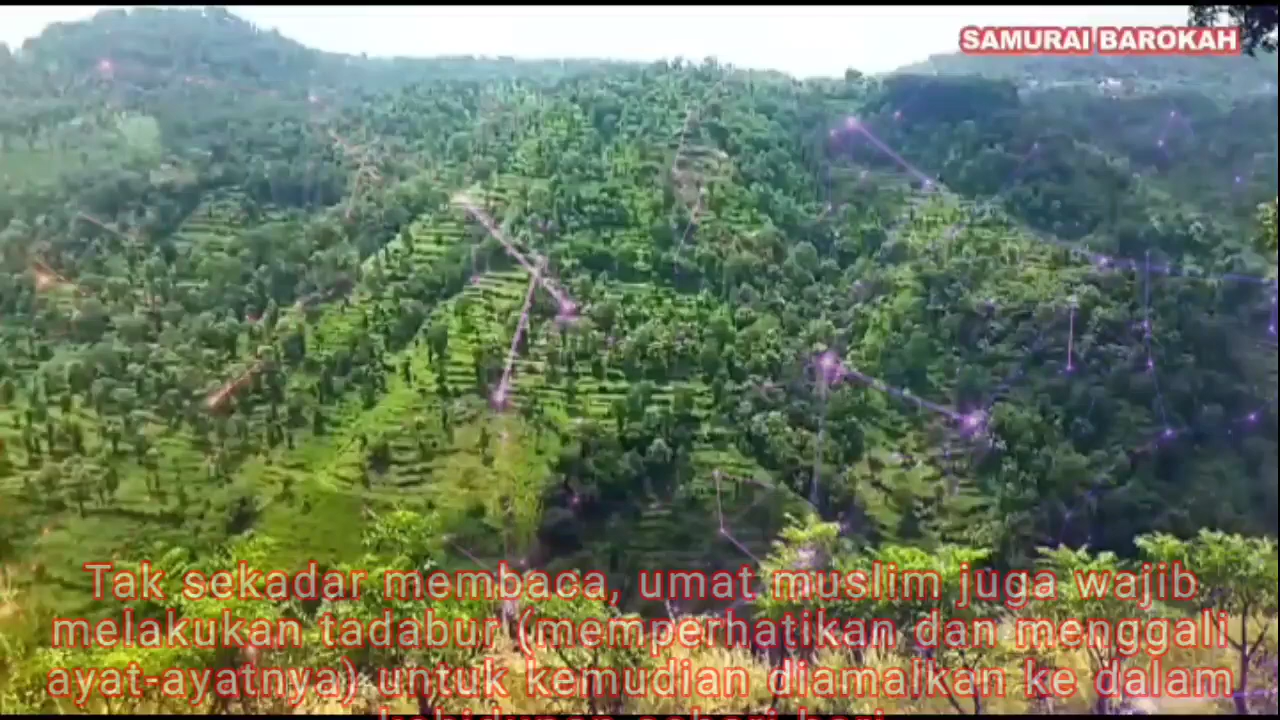 SAMURAI BAROKAH
Tak sekadar membaca, umat muslim juga wajib
melakukan tadabur (memperhatikan dan menggali
ayat-ayatnya) untuk kemudian diamalkan ke dalam